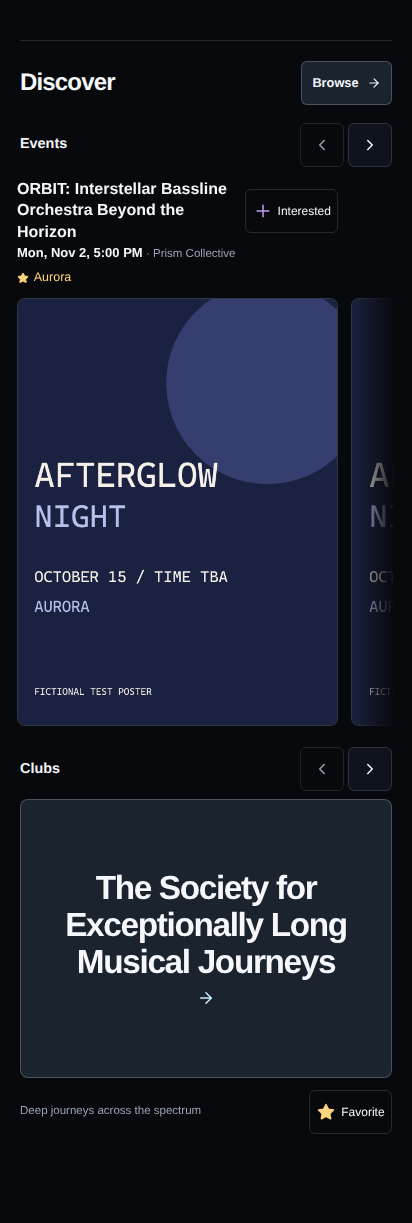 Discover
Browse
Events
ORBIT: Interstellar Bassline
Orchestra Beyond the
Horizon
Interested
Mon, Nov 2, 5:00 PM · Prism Collective
Aurora
AFTERGLOW
NIGHT
OCTOBER 15 / TIME TBA
AURORA
FICTIONAL TEST POSTER
Clubs
The Society for
Exceptionally Long
Musical Journeys
Deep journeys across the spectrum
Favorite